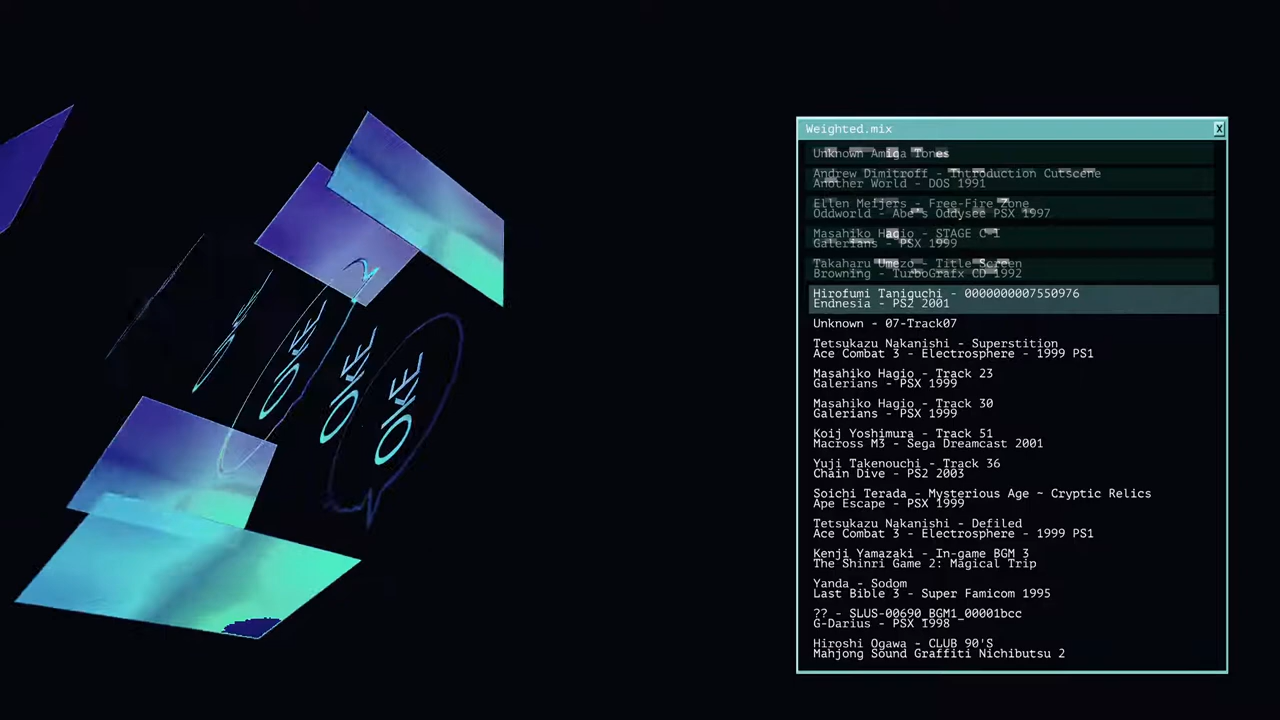 OKE
OKE
OKE
Weighted.mix
X
Unknown Amiga Tones
Andrew Dimitroff - Introduction Cutscene
Another World - DOS 1991
Ellen Meijers - Free-Fire Zone
Oddworld - Abe's Oddysee PSX 1997
Masahiko Hagio - STAGE C-1
Galerians - PSX 1999
Takaharu Umezo - Title Screen
Browning - TurboGrafx CD 1992
Hirofumi Taniguchi - 0000000007550976
Endnesia - PS2 2001
Unknown - 07-Track07
Tetsukazu Nakanishi - Superstition
Ace Combat 3 - Electrosphere - 1999 PS1
Masahiko Hagio - Track 23
Galerians - PSX 1999
Masahiko Hagio - Track 30
Galerians - PSX 1999
Koij Yoshimura - Track 51
Macross M3 - Sega Dreamcast 2001
Yuji Takenouchi - Track 36
Chain Dive - PS2 2003
Soichi Terada - Mysterious Age ~ Cryptic Relics
Ape Escape - PSX 1999
Tetsukazu Nakanishi - Defiled
Ace Combat 3 - Electrosphere - 1999 PS1
Kenji Yamazaki - In-game BGM 3
The Shinri Game 2: Magical Trip
Yanda - Sodom
Last Bible 3 - Super Famicom 1995
?? - SLUS-00690_BGM1_00001bcc
G-Darius - PSX 1998
Hiroshi Ogawa - CLUB 90'S
Mahjong Sound Graffiti Nichibutsu 2